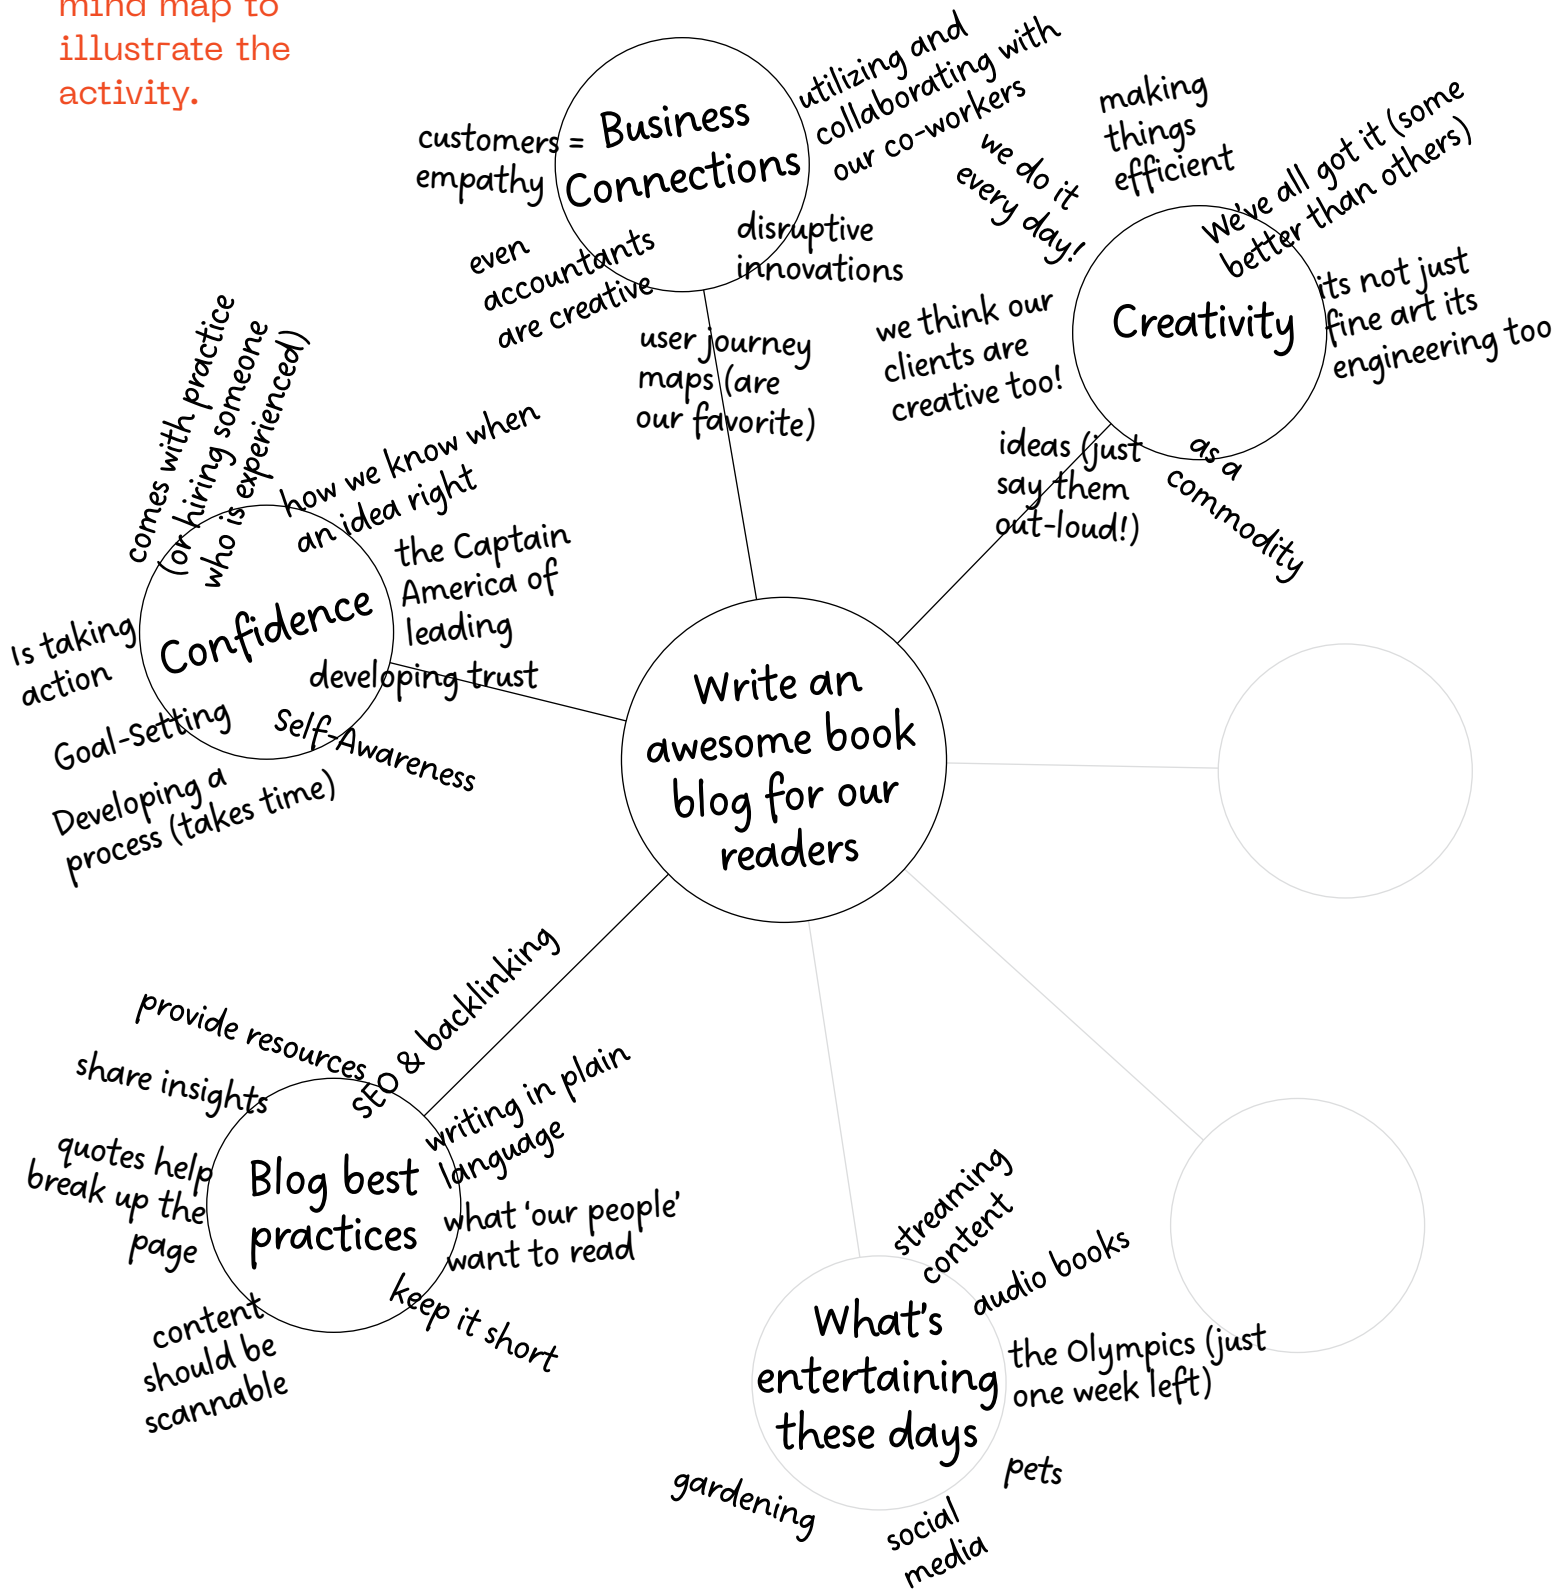 mind map to
illustrate the
activity.
Business
Connections
customers =
empathy
even
accountants
are creative
utilizing and
collaborating with
our co-workers
disruptive
innovations
user journey
maps (are
our favorite)
Creativity
we do it
every day!
making
things
efficient
We've all got it (some
better than others)
its not just
fine art its
engineering too
we think our
clients are
creative too!
ideas (just
say them
out-loud!)
as a
commodity
Confidence
comes with practice
(or hiring someone
who is experienced)
how we know when
an idea right
the Captain
America of
leading
developing trust
Self-Awareness
Is taking
action
Goal-Setting
Developing a
process (takes time)
Write an
awesome book
blog for our
readers
Blog best
practices
provide resources
share insights
quotes help
break up the
page
content
should be
scannable
SEO & backlinking
writing in plain
language
what 'our people'
want to read
keep it short
What's
entertaining
these days
streaming
content
audio books
the Olympics (just
one week left)
pets
social
media
gardening